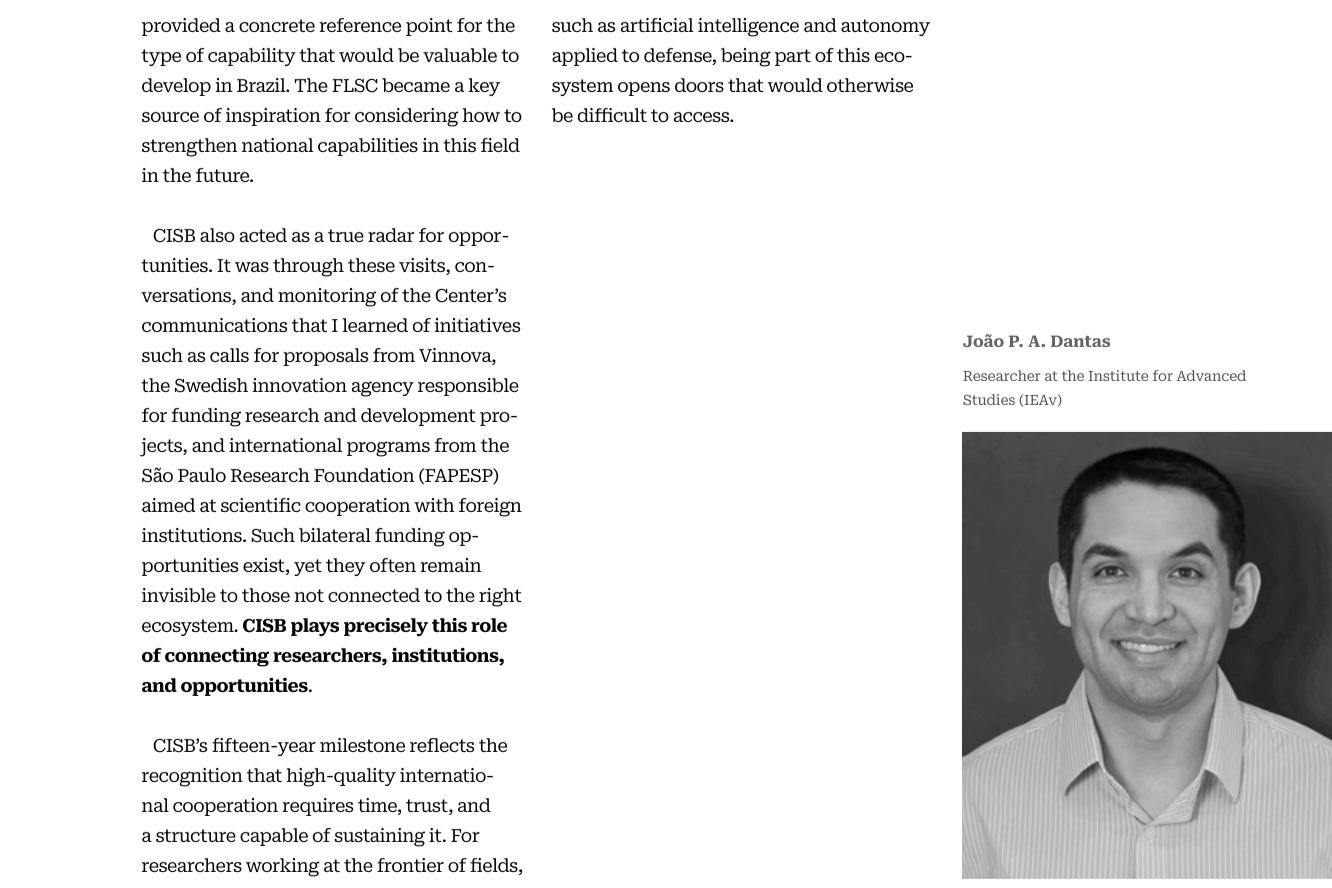 provided a concrete reference point for the
type of capability that would be valuable to
develop in Brazil. The FLSC became a key
source of inspiration for considering how to
strengthen national capabilities in this field
in the future.
CISB also acted as a true radar for oppor-
tunities. It was through these visits, con-
versations, and monitoring of the Center’s
communications that I learned of initiatives
such as calls for proposals from Vinnova,
the Swedish innovation agency responsible
for funding research and development pro-
jects, and international programs from the
São Paulo Research Foundation (FAPESP)
aimed at scientific cooperation with foreign
institutions. Such bilateral funding op-
portunities exist, yet they often remain
invisible to those not connected to the right
ecosystem. CISB plays precisely this role
of connecting researchers, institutions,
and opportunities.
CISB’s fifteen-year milestone reflects the
recognition that high-quality internatio-
nal cooperation requires time, trust, and
a structure capable of sustaining it. For
researchers working at the frontier of fields,
such as artificial intelligence and autonomy
applied to defense, being part of this eco-
system opens doors that would otherwise
be difficult to access.
João P. A. Dantas
Researcher at the Institute for Advanced
Studies (IEAv)